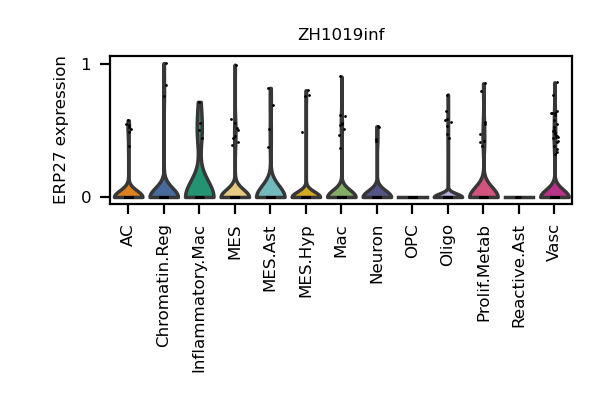 ZH1019inf
ERP27 expression
1
0
AC
Chromatin.Reg
Inflammatory.Mac
MES
MES.Ast
MES.Hyp
Mac
Neuron
OPC
Oligo
Prolif.Metab
Reactive.Ast
Vasc